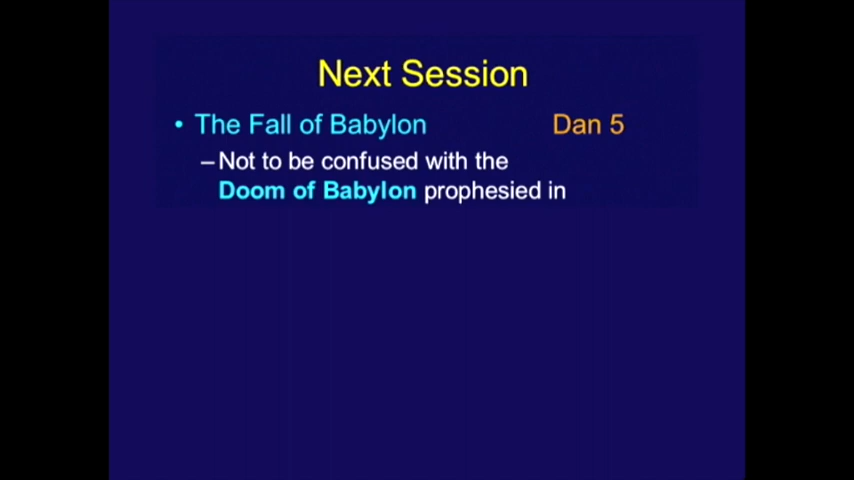 Next Session
• The Fall of Babylon Dan 5
– Not to be confused with the
Doom of Babylon prophesied in